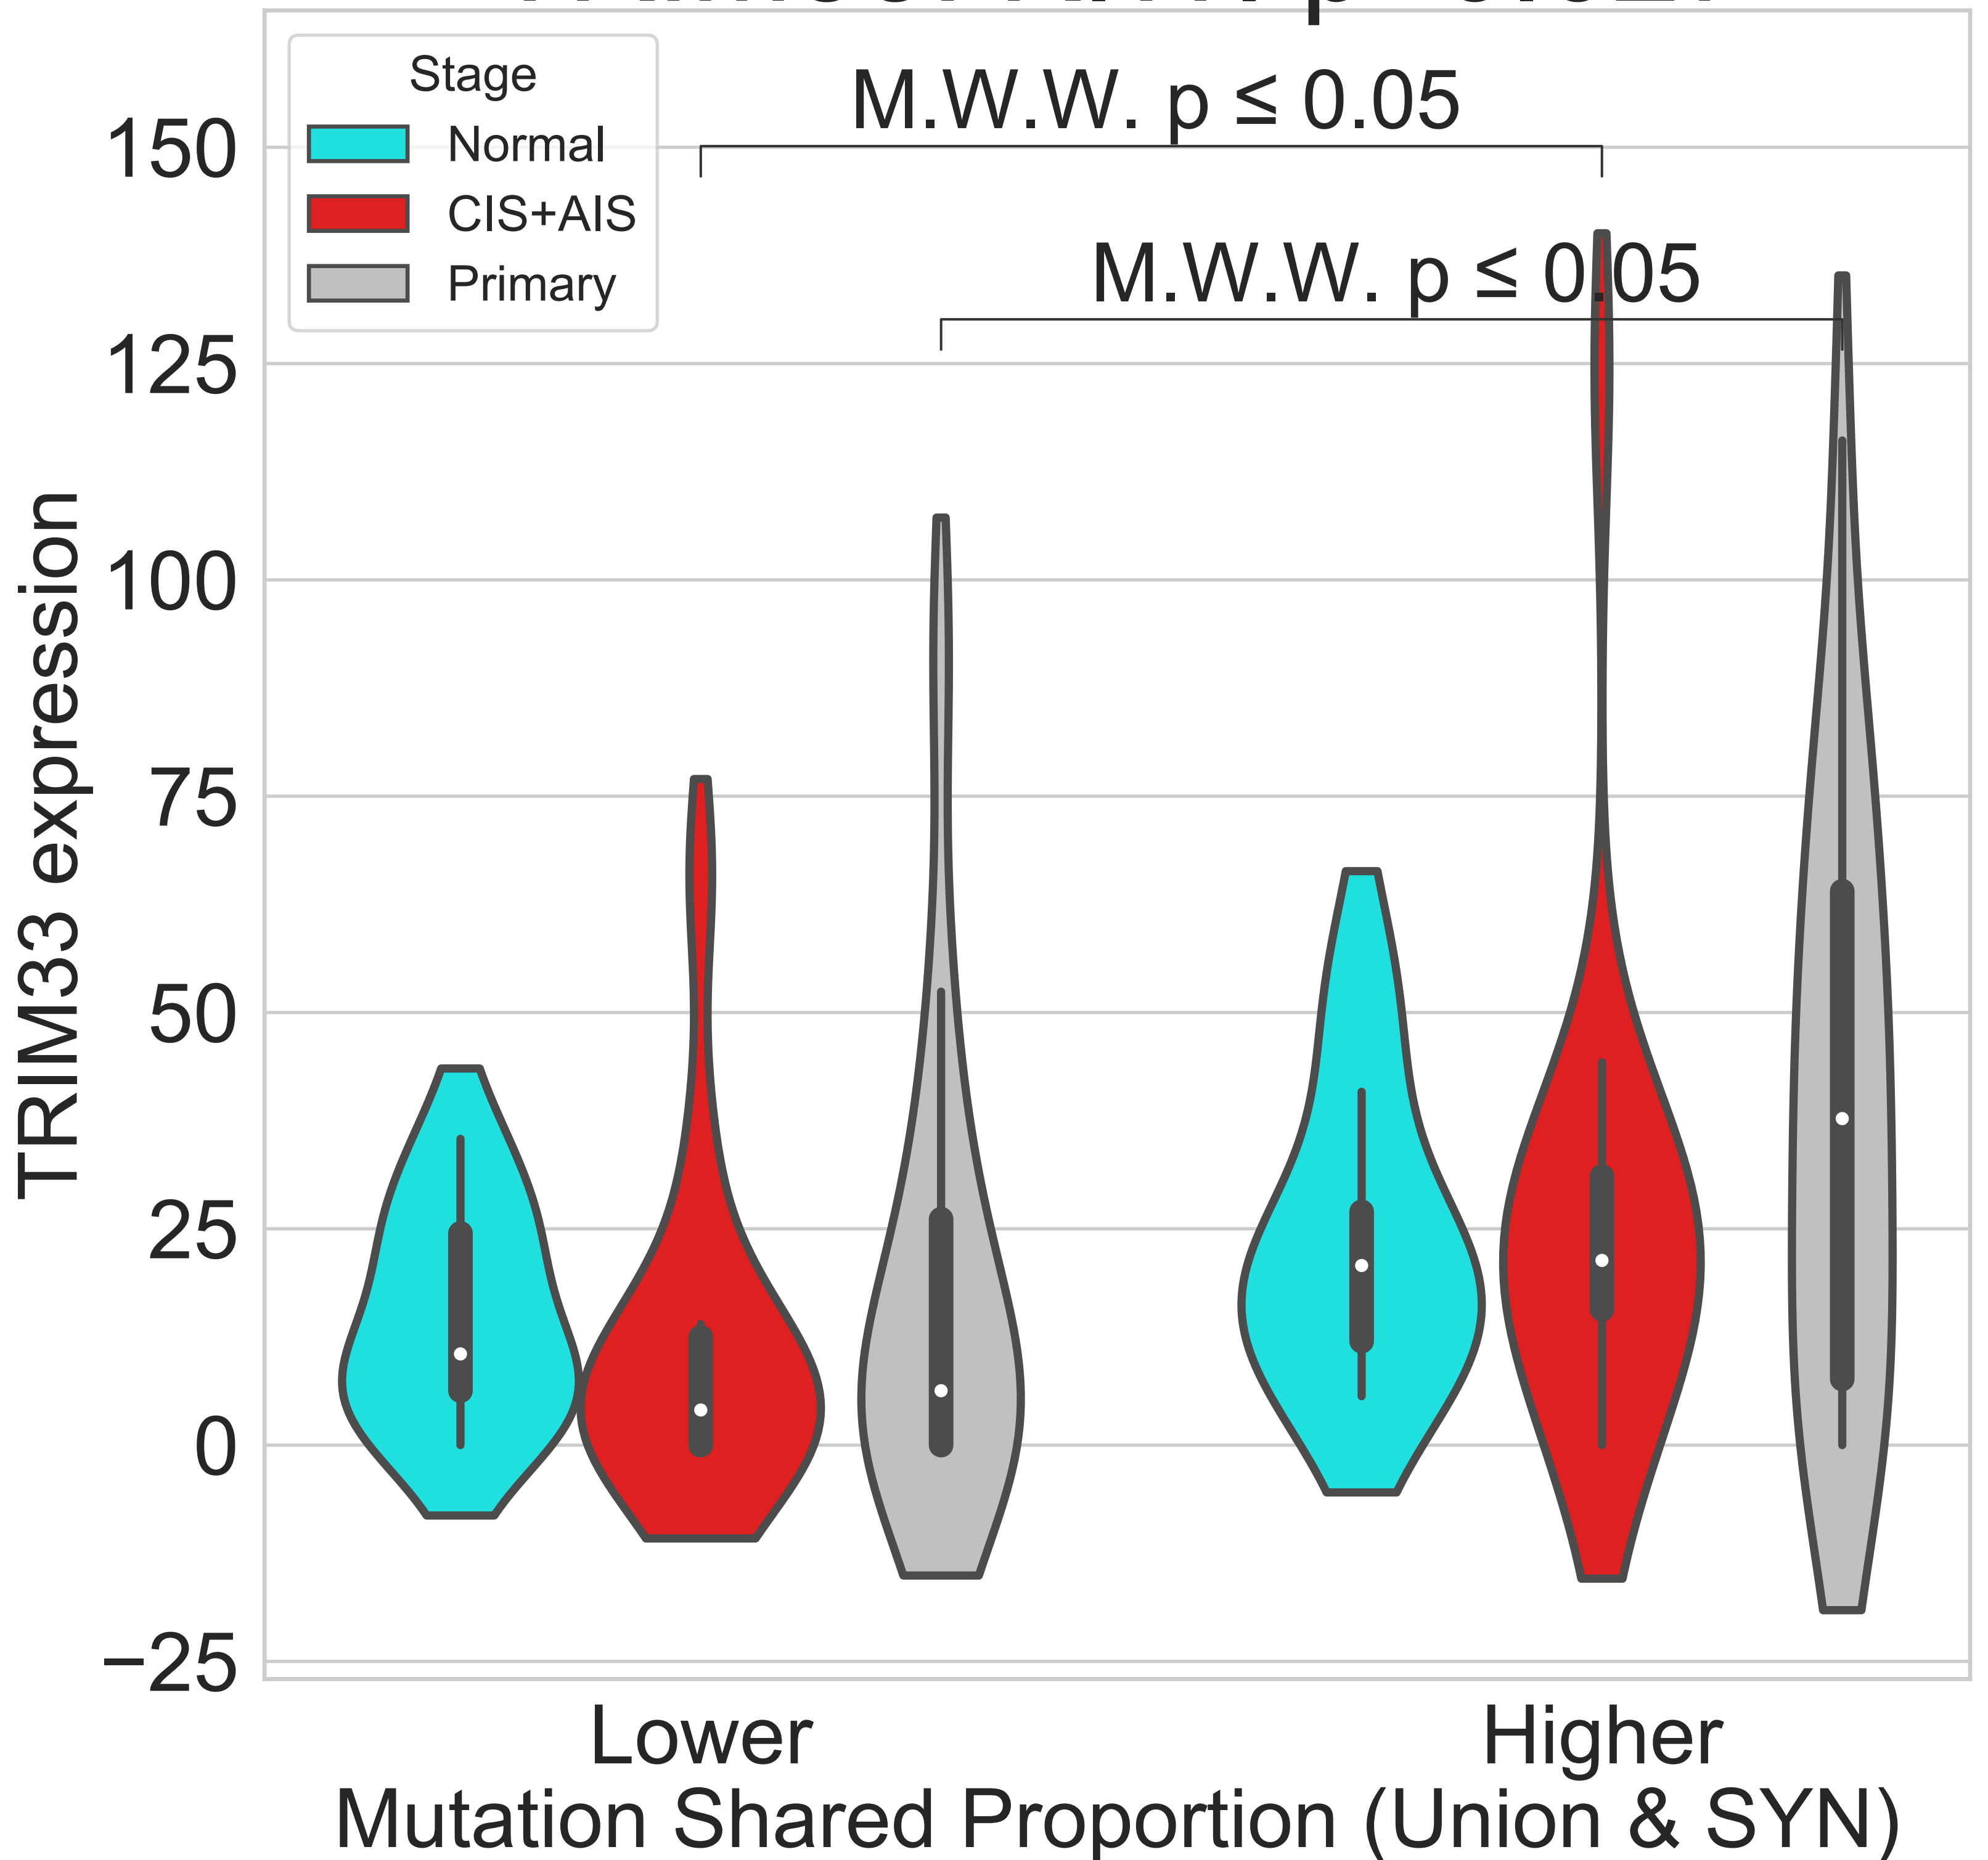 Stage
Normal
CIS+AIS
Primary
M.W.W. p ≤ 0.05
M.W.W. p ≤ 0.05
150
125
100
75
50
25
0
−25
TRIM33 expression
Lower
Higher
Mutation Shared Proportion (Union & SYN)